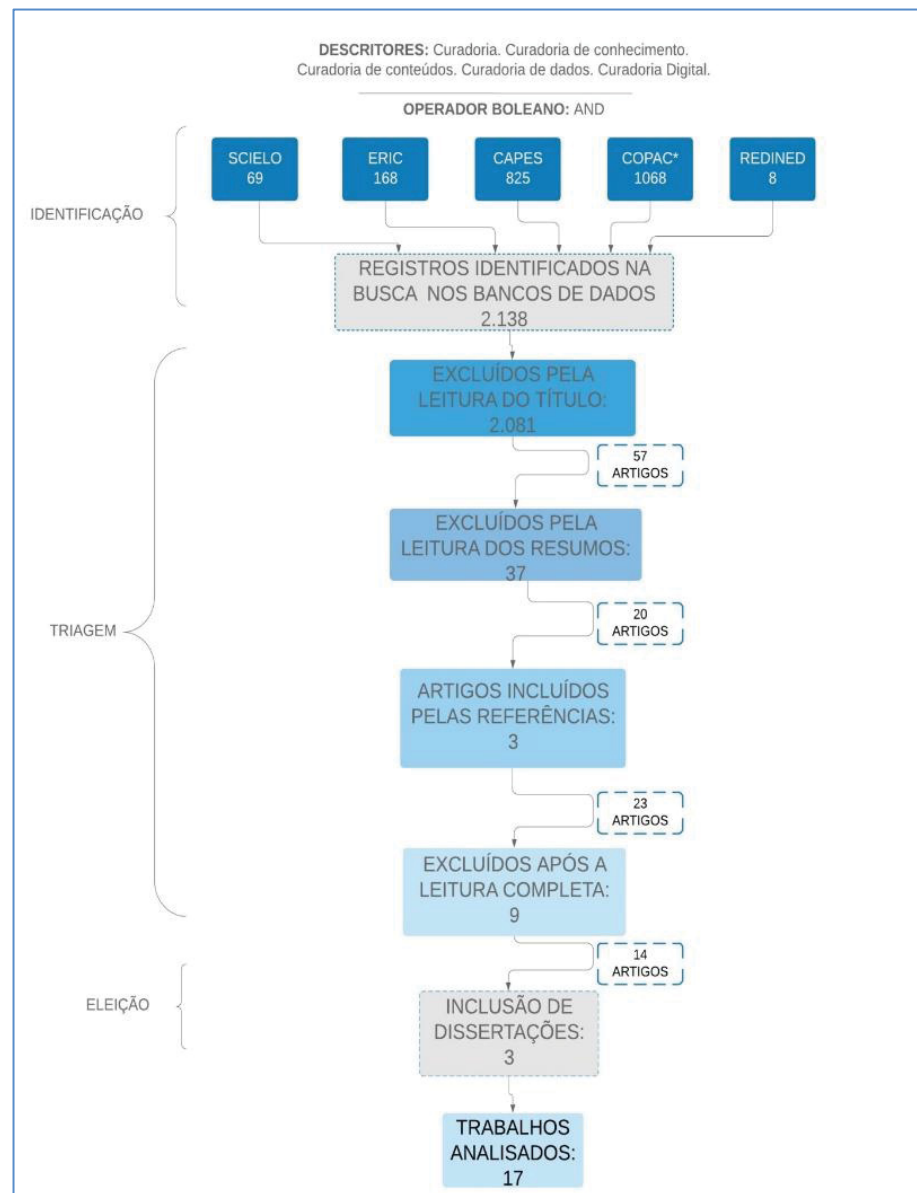 DESCRITORES: Curadoria. Curadoria de conhecimento.
Curadoria de conteúdos. Curadoria de dados. Curadoria Digital.
OPERADOR BOLEANO: AND
IDENTIFICAÇÃO
SCIELO
69
ERIC
168
CAPES
825
COPAC*
1068
REDINED
8
REGISTROS IDENTIFICADOS NA
BUSCA NOS BANCOS DE DADOS
2.138
TRIAGEM
EXCLUÍDOS PELA
LEITURA DO TÍTULO:
2.081
57
ARTIGOS
EXCLUÍDOS PELA
LEITURA DOS RESUMOS:
37
20
ARTIGOS
ARTIGOS INCLUÍDOS
PELAS REFERÊNCIAS:
3
23
ARTIGOS
EXCLUÍDOS APÓS A
LEITURA COMPLETA:
9
14
ARTIGOS
ELEIÇÃO
INCLUSÃO DE
DISSERTAÇÕES:
3
TRABALHOS
ANALISADOS:
17